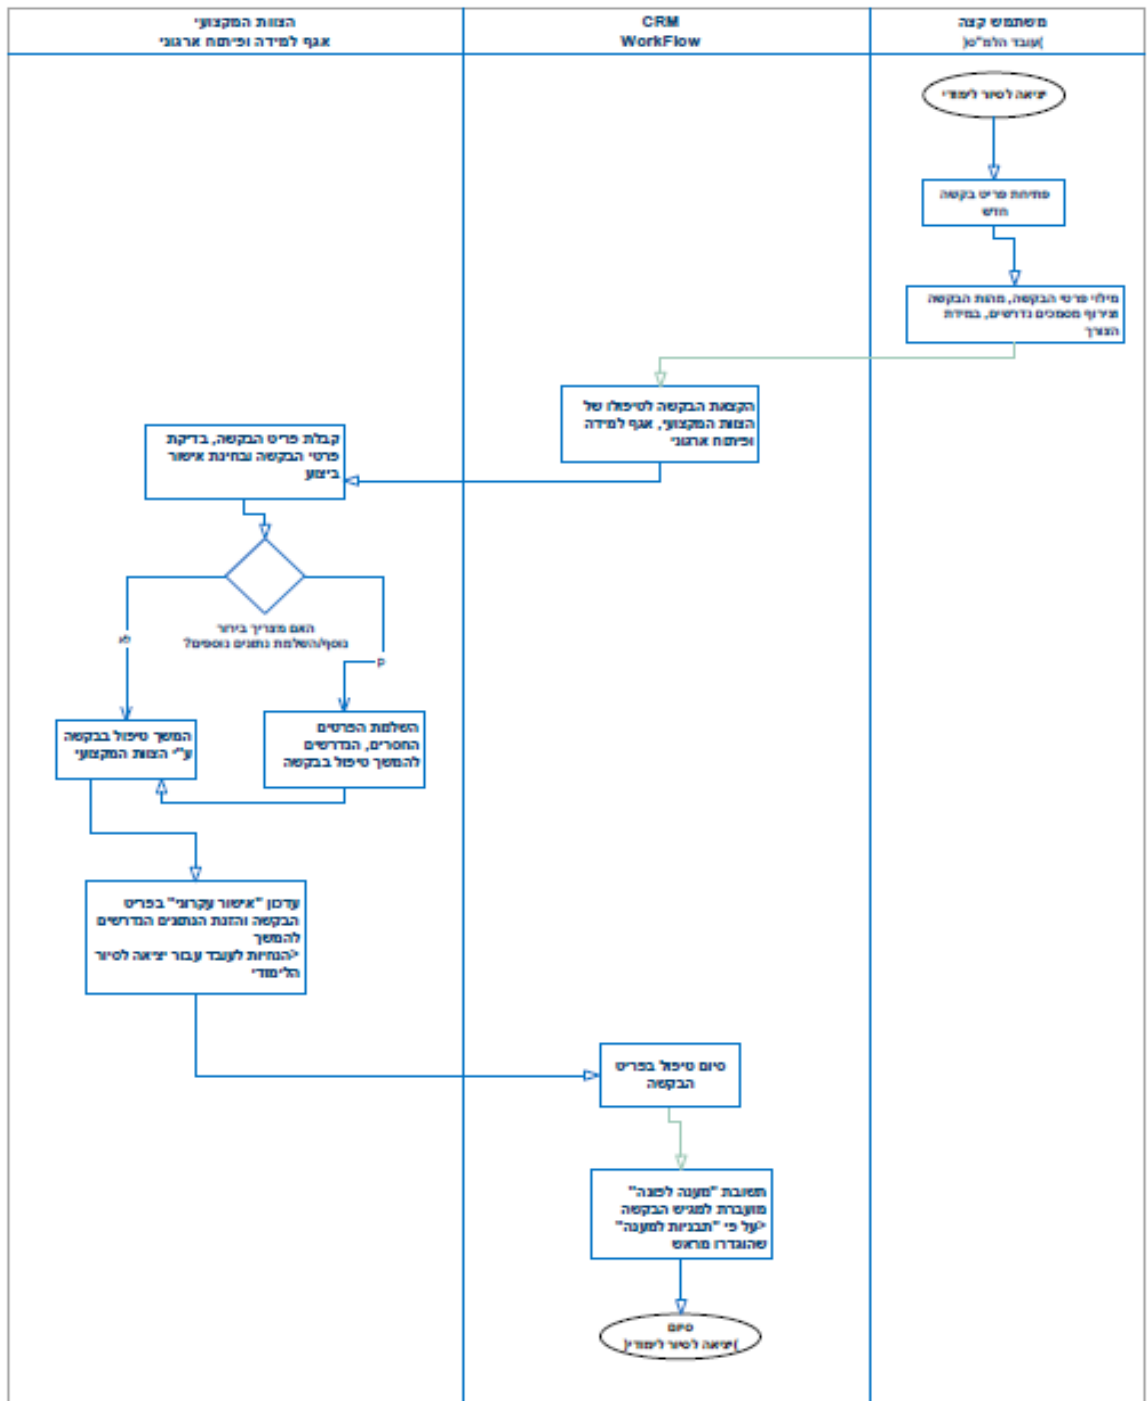 משתמש קצה
)עובד הלמ"ס(
CRM
WorkFlow
הצוות המקצועי
אגף למידה ופיתוח ארגוני
יציאה לסיור לימודי
פתיחת פריט בקשה
חדש
מילוי פרטי הבקשה, מהות הבקשה
וצירוף מסמכים נדרשים, במידת
הצורך
הקצאת הבקשה לטיפולו של
הצוות המקצועי, אגף למידה
ופיתוח ארגוני
קבלת פריט הבקשה, בדיקת
פרטי הבקשה ובחינת אישור
ביצוע
האם מצריך בירור
נוסף/השלמת נתונים נוספים?
כן
לא
השלמת הפרטים
החסרים, הנדרשים
להמשך טיפול בבקשה
המשך טיפול בבקשה
ע"י הצוות המקצועי
עדכון "אישור עקרוני" בפריט
הבקשה והזנת הנתונים הנדרשים
להמשך
>הנחיות לעובד עבור יציאה לסיור
הלימודי
סיום טיפול בפריט
הבקשה
תשובת "מענה לפונה"
מועברת למגיש הבקשה
>על פי "תבניות למענה"
שהוגדרו מראש
סיום
)יציאה לסיור לימודי(